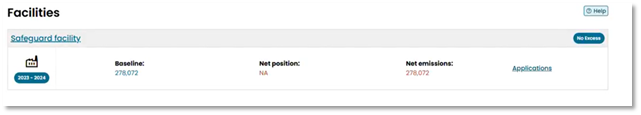 Facilities
Help
Safeguard facility
No Excess
2023 - 2024
Baseline:
278,072
Net position:
NA
Net emissions:
278,072
Applications